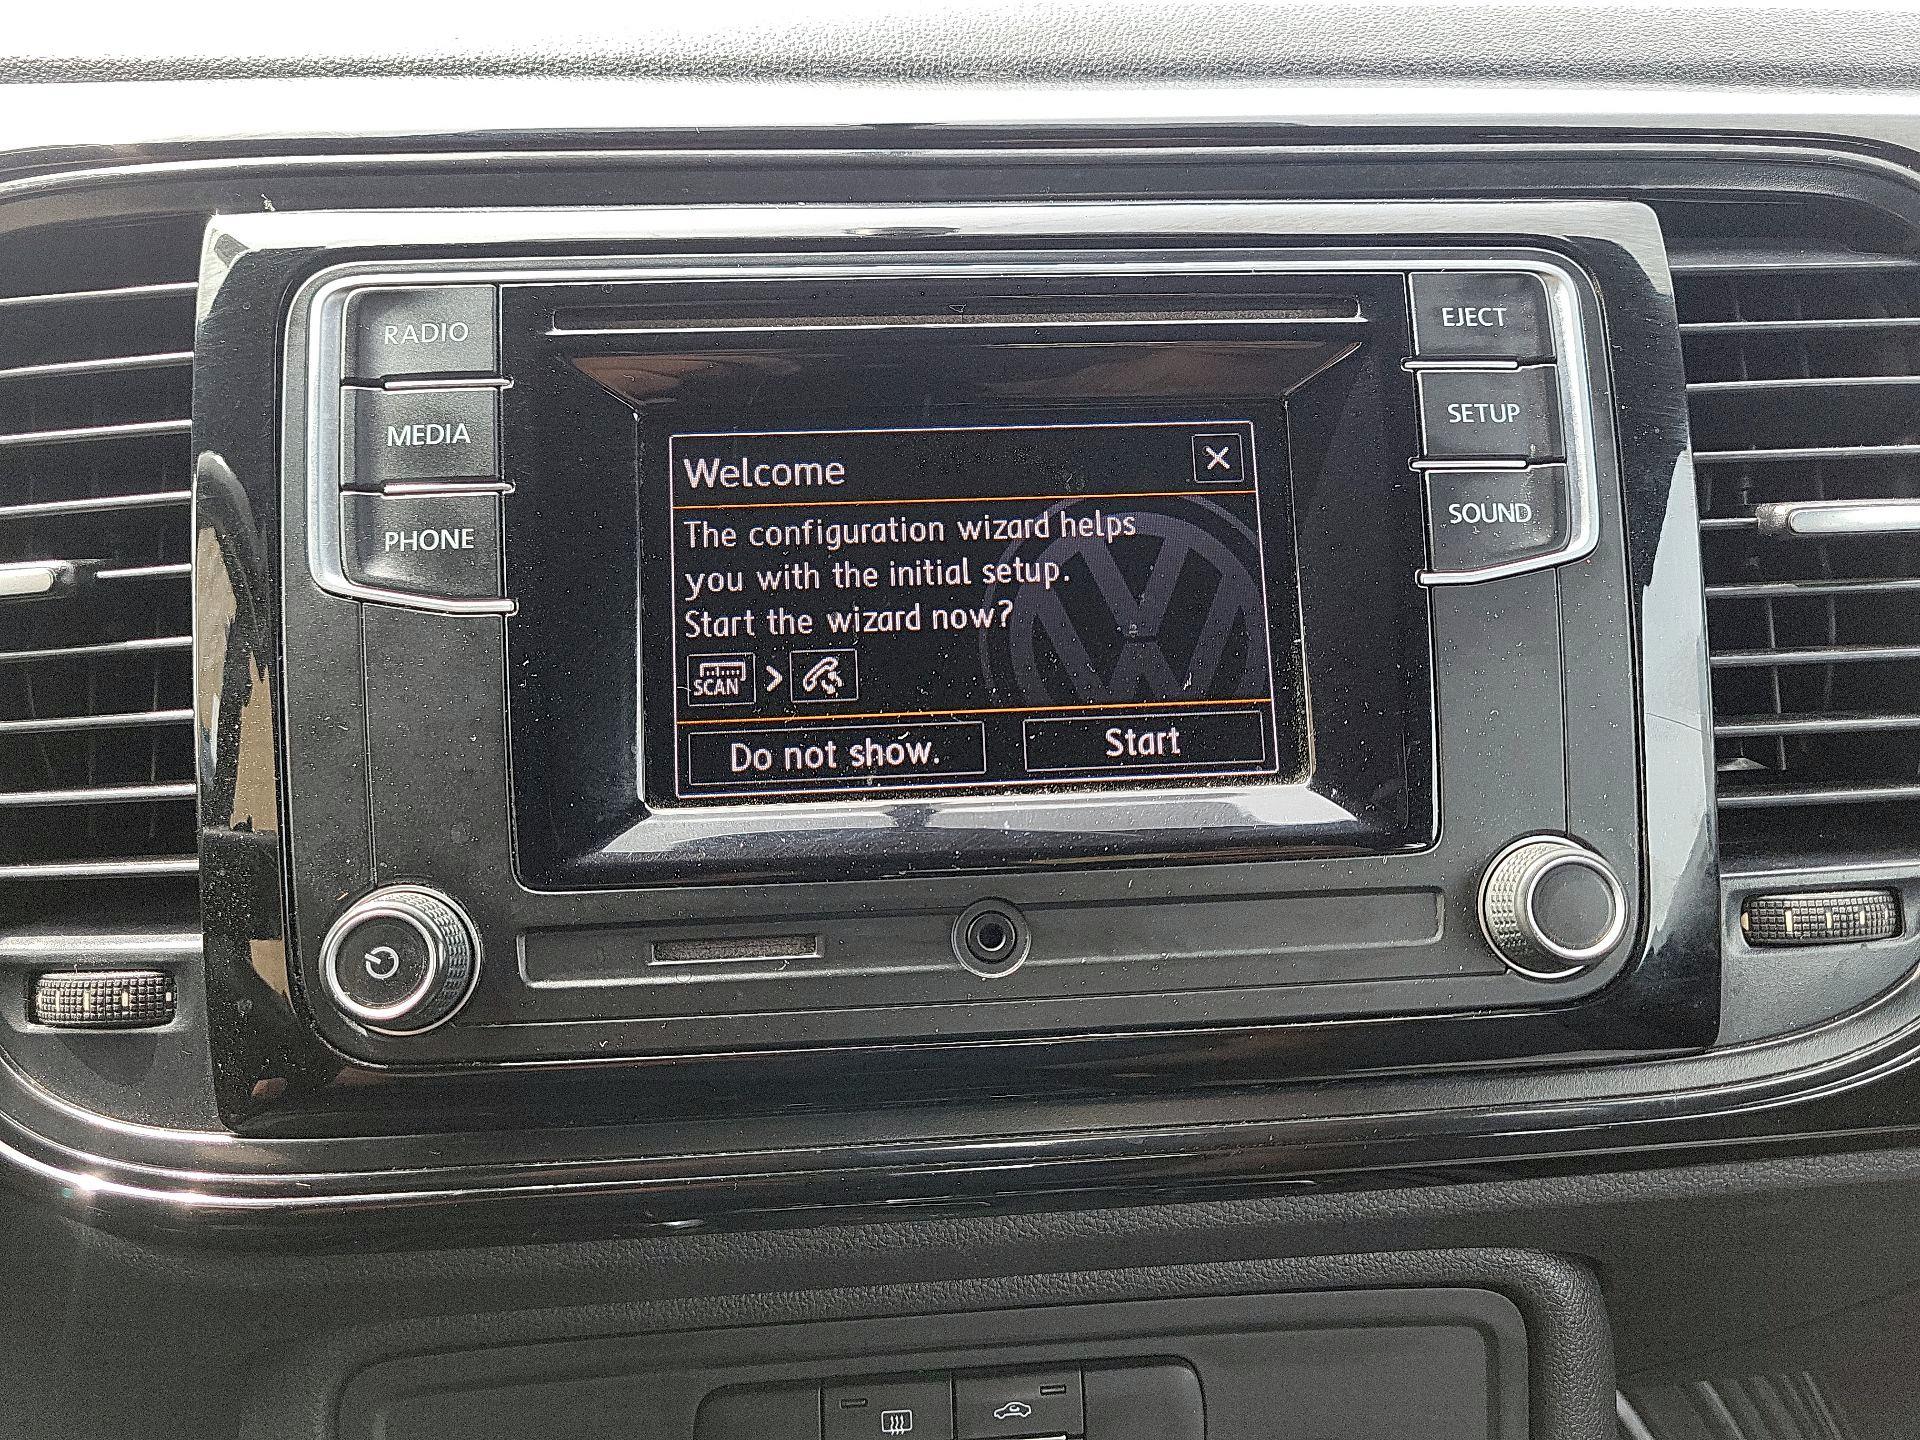 RADIO
MEDIA
PHONE
EJECT
SETUP
SOUND
Welcome
The configuration wizard helps
you with the initial setup.
Start the wizard now?
SCAN >
Do not show.
Start